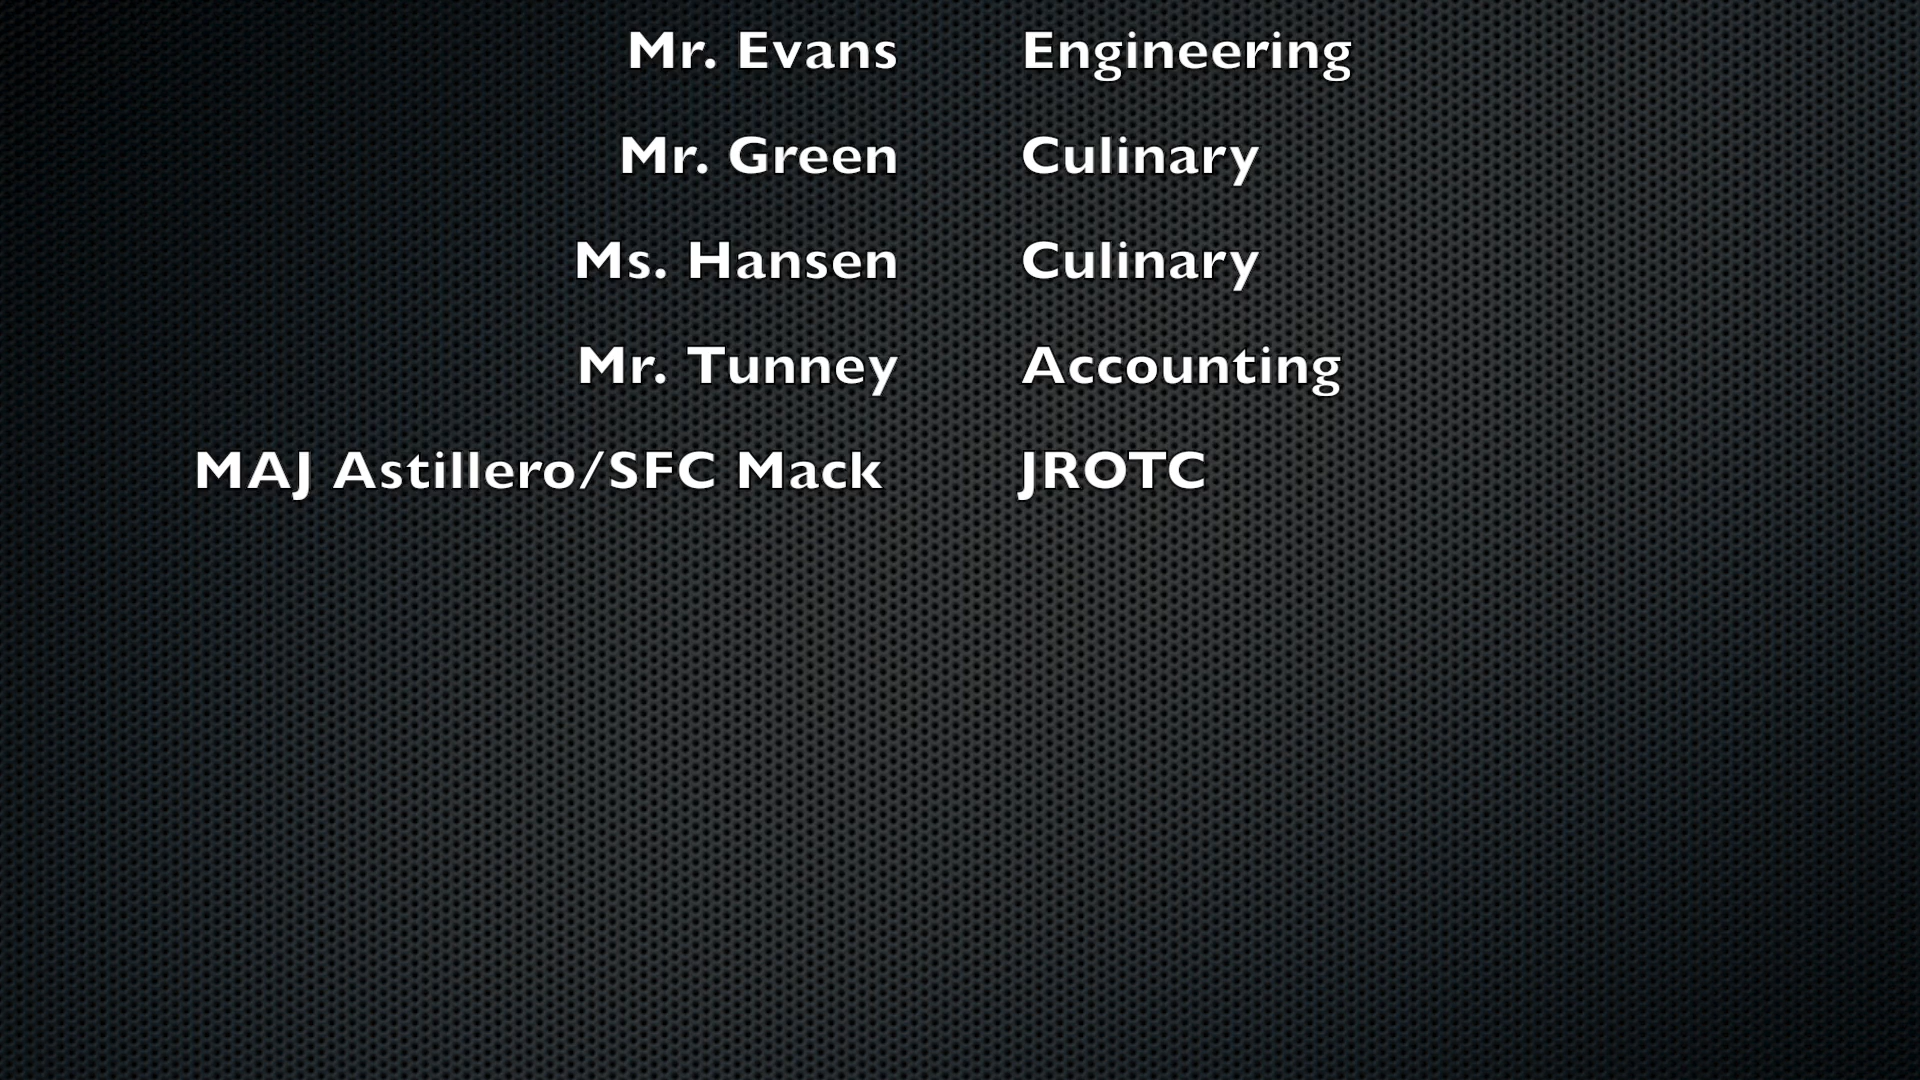 Mr. Evans Engineering
Mr. Green Culinary
Ms. Hansen Culinary
Mr. Tunney Accounting
MAJ Astillero/SFC Mack JROTC